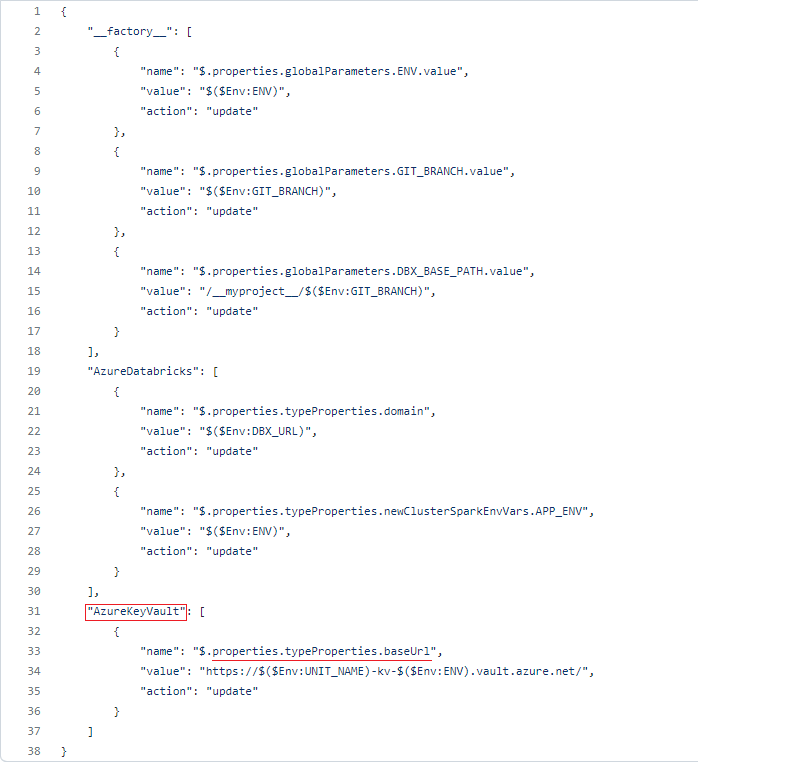 1 {
2 "__factory__": [
3 {
4 "name": "$.properties.globalParameters.ENV.value",
5 "value": "$($Env:ENV)",
6 "action": "update"
7 },
8 {
9 "name": "$.properties.globalParameters.GIT_BRANCH.value",
10 "value": "$($Env:GIT_BRANCH)",
11 "action": "update"
12 },
13 {
14 "name": "$.properties.globalParameters.DBX_BASE_PATH.value",
15 "value": "/__myproject__/$($Env:GIT_BRANCH)",
16 "action": "update"
17 }
18 ],
19 "AzureDatabricks": [
20 {
21 "name": "$.properties.typeProperties.domain",
22 "value": "$($Env:DBX_URL)",
23 "action": "update"
24 },
25 {
26 "name": "$.properties.typeProperties.newClusterSparkEnvVars.APP_ENV",
27 "value": "$($Env:ENV)",
28 "action": "update"
29 }
30 ],
31 "AzureKeyVault": [
32 {
33 "name": "$.properties.typeProperties.baseUrl",
34 "value": "https://$($Env:UNIT_NAME)-kv-$($Env:ENV).vault.azure.net/",
35 "action": "update"
36 }
37 ]
38 }